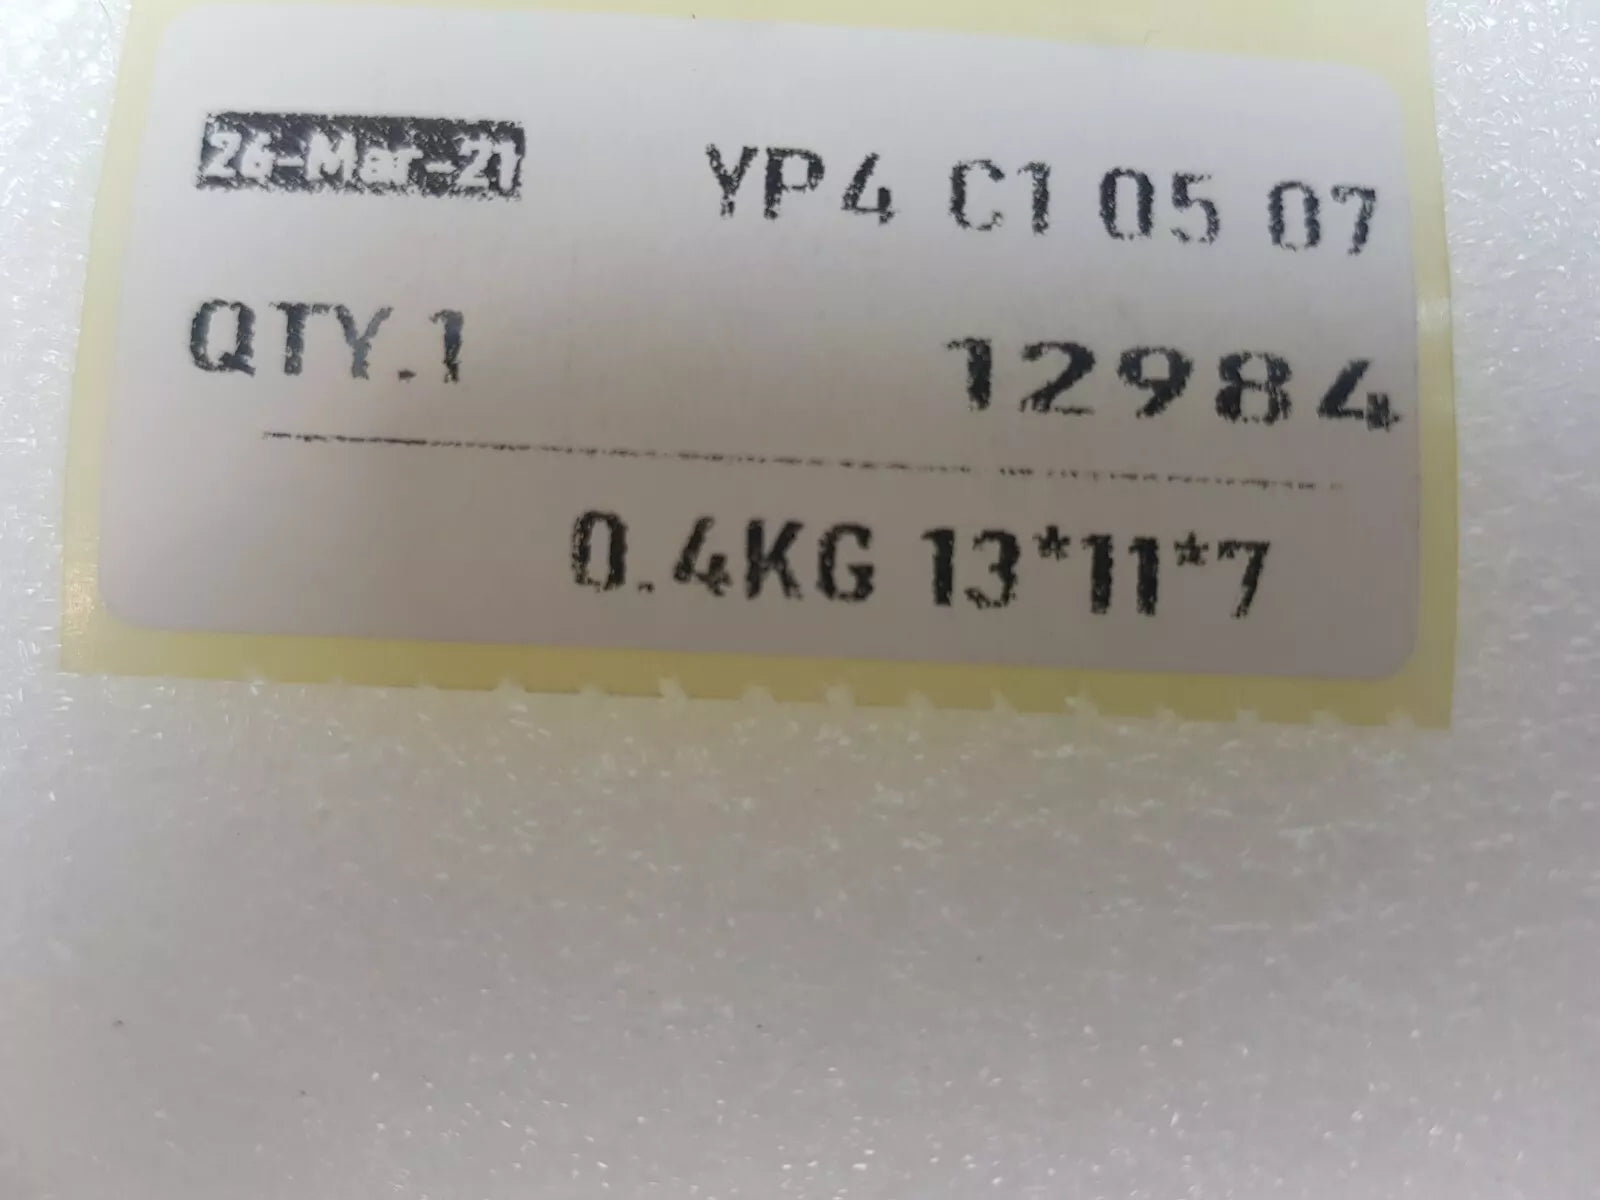 26-Mar-21 YP4 C1 05 07
QTY.1 12984
0.4KG 13*11*7